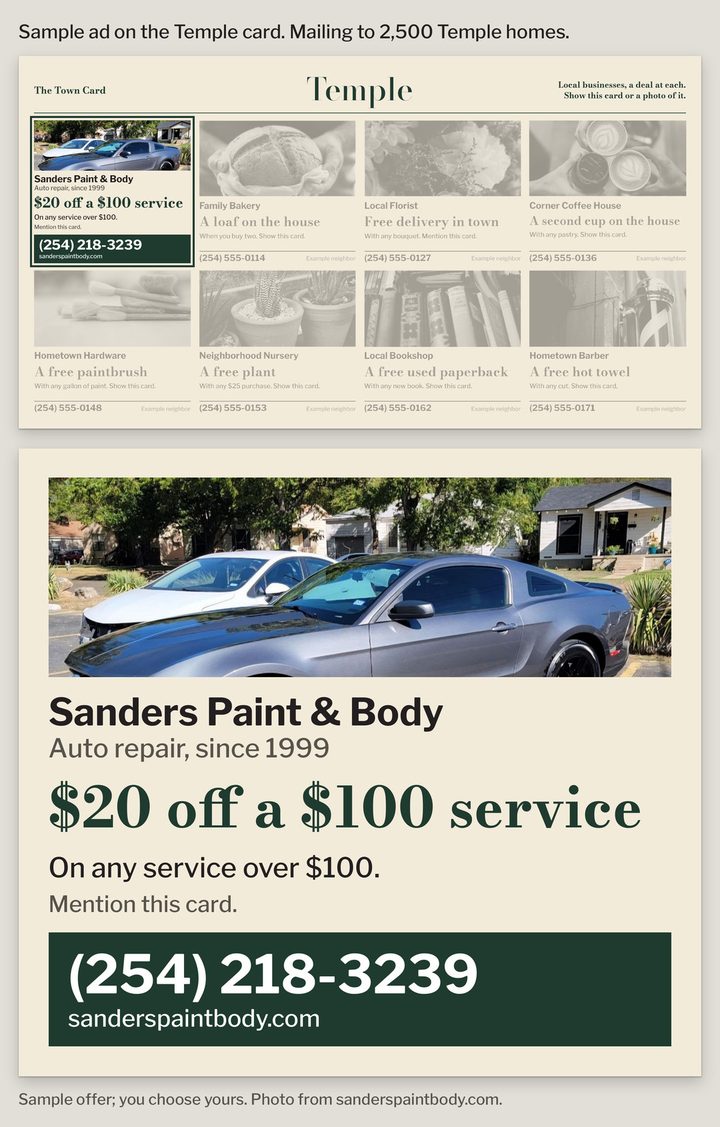 Sample ad on the Temple card. Mailing to 2,500 Temple homes.
The Town Card
Temple
Local businesses, a deal at each.
Show this card or a photo of it.
Sanders Paint & Body
Auto repair, since 1999
$20 off a $100 service
On any service over $100.
Mention this card.
(254) 218-3239
sanderspaintbody.com
Family Bakery
A loaf on the house
When you buy two. Show this card.
(254) 555-0114 Example neighbor
Local Florist
Free delivery in town
With any bouquet. Mention this card.
(254) 555-0127 Example neighbor
Corner Coffee House
A second cup on the house
With any pastry. Show this card.
(254) 555-0136 Example neighbor
Hometown Hardware
A free paintbrush
With any gallon of paint. Show this card.
(254) 555-0148 Example neighbor
Neighborhood Nursery
A free plant
With any $25 purchase. Show this card.
(254) 555-0153 Example neighbor
Local Bookshop
A free used paperback
With any new book. Show this card.
(254) 555-0162 Example neighbor
Hometown Barber
A free hot towel
With any cut. Show this card.
(254) 555-0171 Example neighbor
Sanders Paint & Body
Auto repair, since 1999
$20 off a $100 service
On any service over $100.
Mention this card.
(254) 218-3239
sanderspaintbody.com
Sample offer; you choose yours. Photo from sanderspaintbody.com.